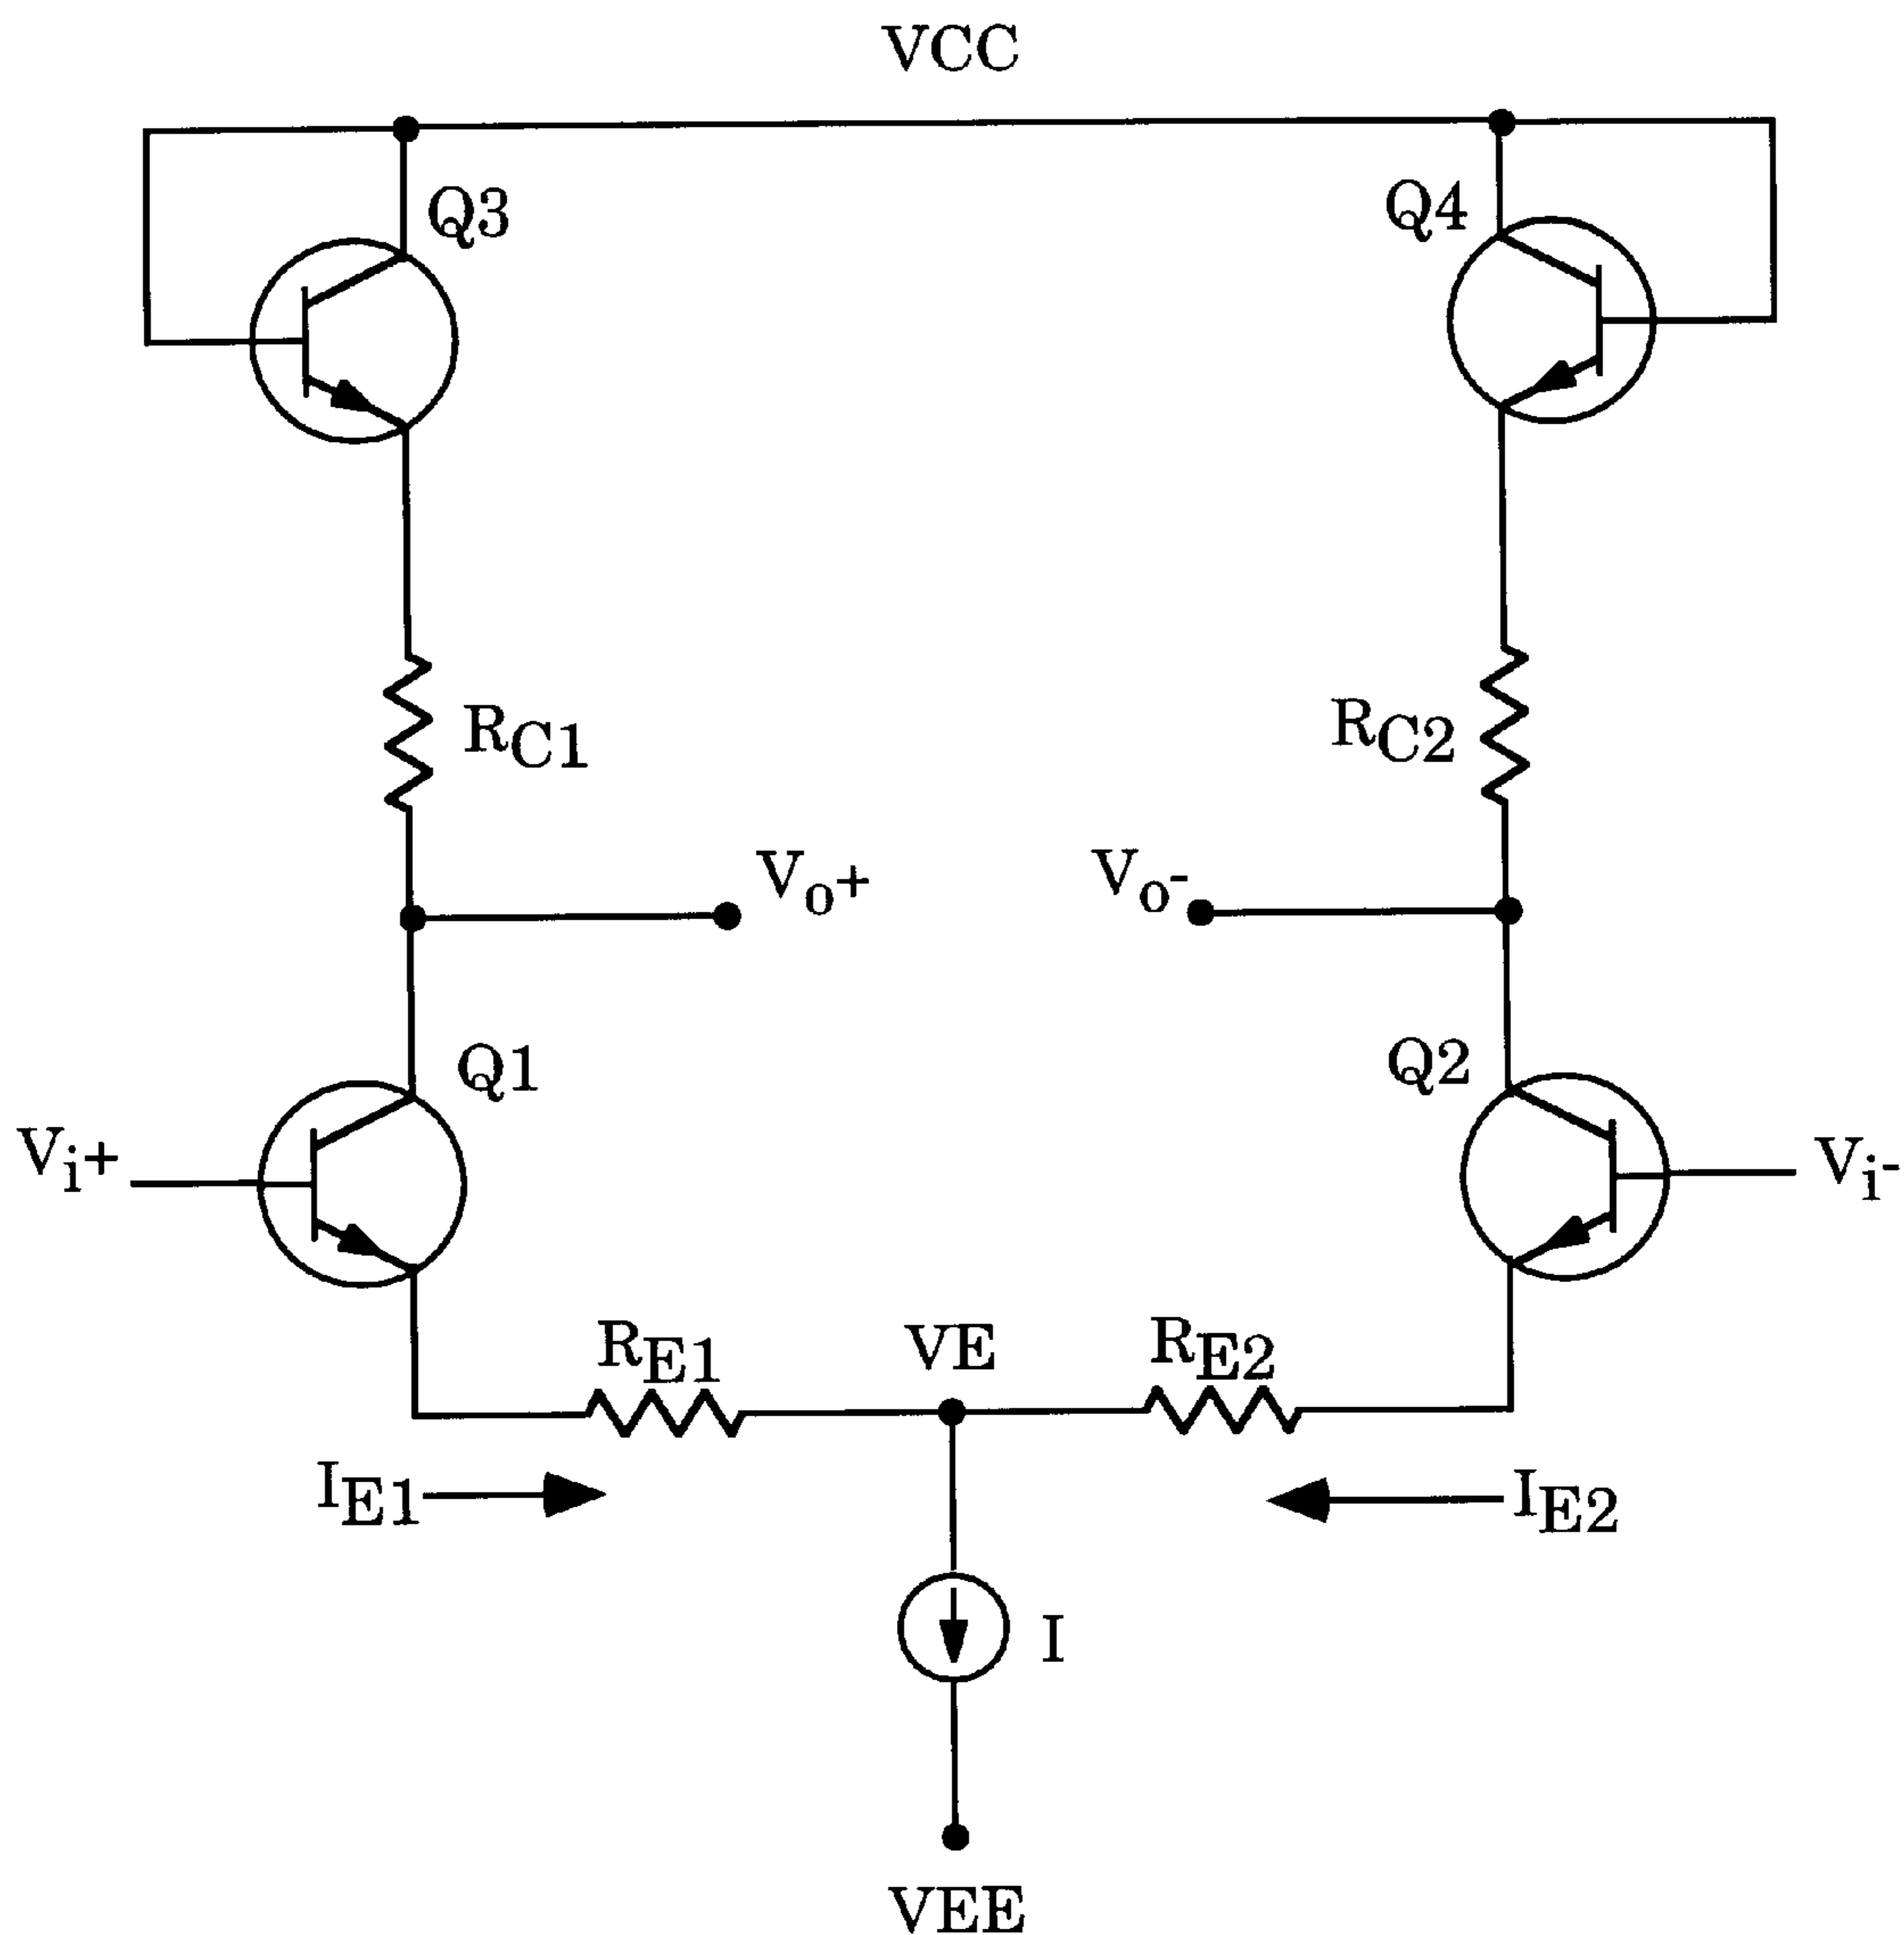 VCC
Q3
Q4
RC1
RC2
Vo+
Vo-
Q1
Q2
Vi+
Vi-
RE1
VE
RE2
IE1
IE2
I
VEE